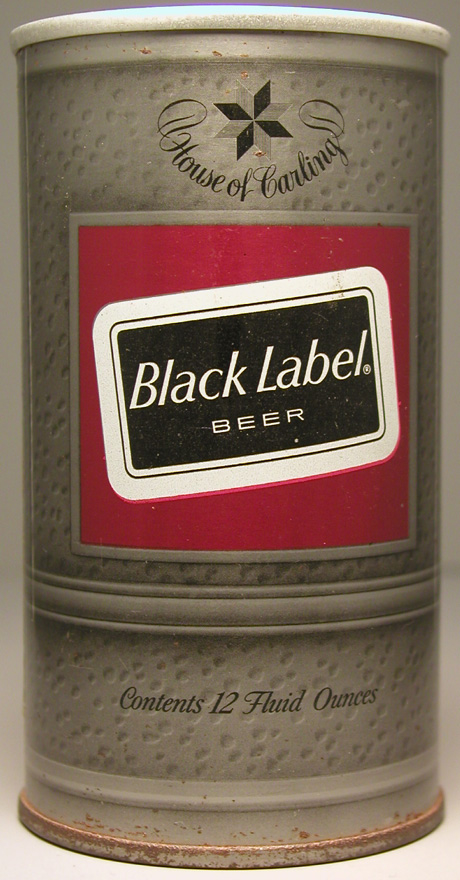 House of Carling
Black Label®
BEER
Contents 12 Fluid Ounces